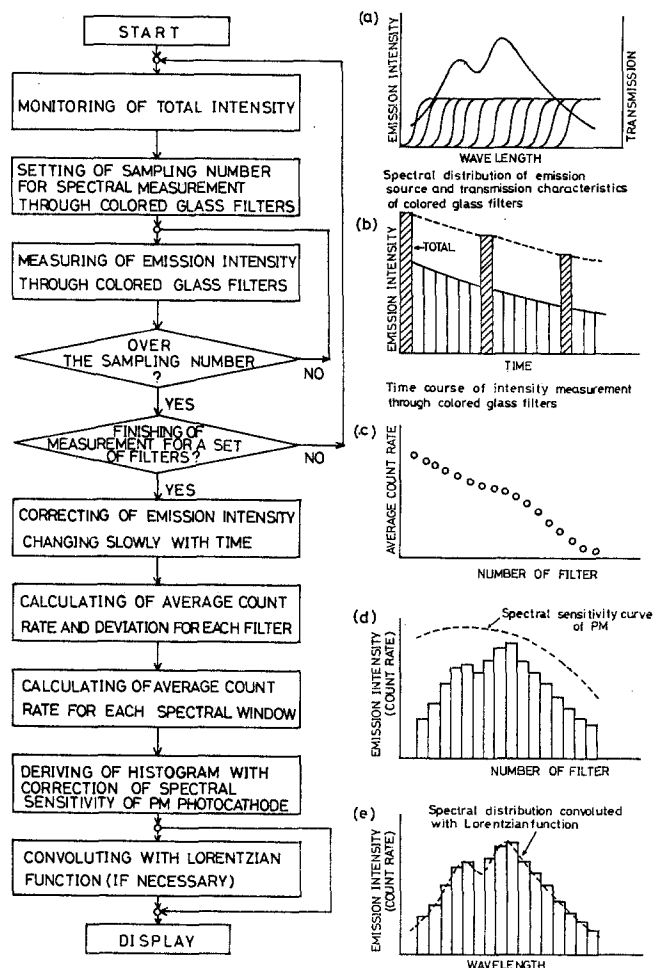 START
MONITORING OF TOTAL INTENSITY
SETTING OF SAMPLING NUMBER
FOR SPECTRAL MEASUREMENT
THROUGH COLORED GLASS FILTERS
MEASURING OF EMISSION INTENSITY
THROUGH COLORED GLASS FILTERS
OVER
THE SAMPLING NUMBER
?
NO
YES
FINISHING OF
MEASUREMENT FOR A SET
OF FILTERS?
NO
YES
CORRECTING OF EMISSION INTENSITY
CHANGING SLOWLY WITH TIME
CALCULATING OF AVERAGE COUNT
RATE AND DEVIATION FOR EACH FILTER
CALCULATING OF AVERAGE COUNT
RATE FOR EACH SPECTRAL WINDOW
DERIVING OF HISTOGRAM WITH
CORRECTION OF SPECTRAL
SENSITIVITY OF PM PHOTOCATHODE
CONVOLUTING WITH LORENTZIAN
FUNCTION (IF NECESSARY)
DISPLAY
(a)
EMISSION INTENSITY
TRANSMISSION
WAVELENGTH
Spectral distribution of emission
source and transmission characteristics
of colored glass filters
(b)
EMISSION INTENSITY
TOTAL
TIME
Time course of intensity measurement
through colored glass filters
(c)
AVERAGE COUNT RATE
NUMBER OF FILTER
(d)
Spectral sensitivity curve
of PM
EMISSION INTENSITY
(COUNT RATE)
NUMBER OF FILTER
(e)
Spectral distribution convoluted
with Lorentzian function
EMISSION INTENSITY
(COUNT RATE)
WAVELENGTH